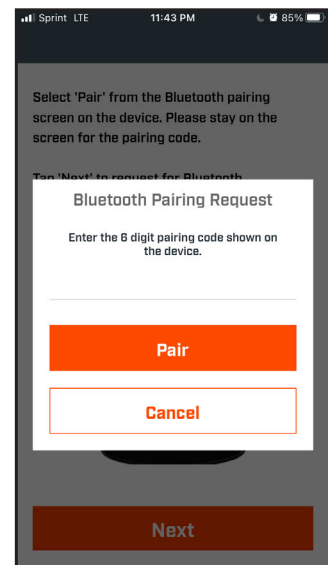 Sprint LTE 11:43 PM 85%
Select 'Pair' from the Bluetooth pairing
screen on the device. Please stay on the
screen for the pairing code.
Tap 'Next' to request for Bluetooth
Bluetooth Pairing Request
Enter the 6 digit pairing code shown on
the device.
Pair
Cancel
Next